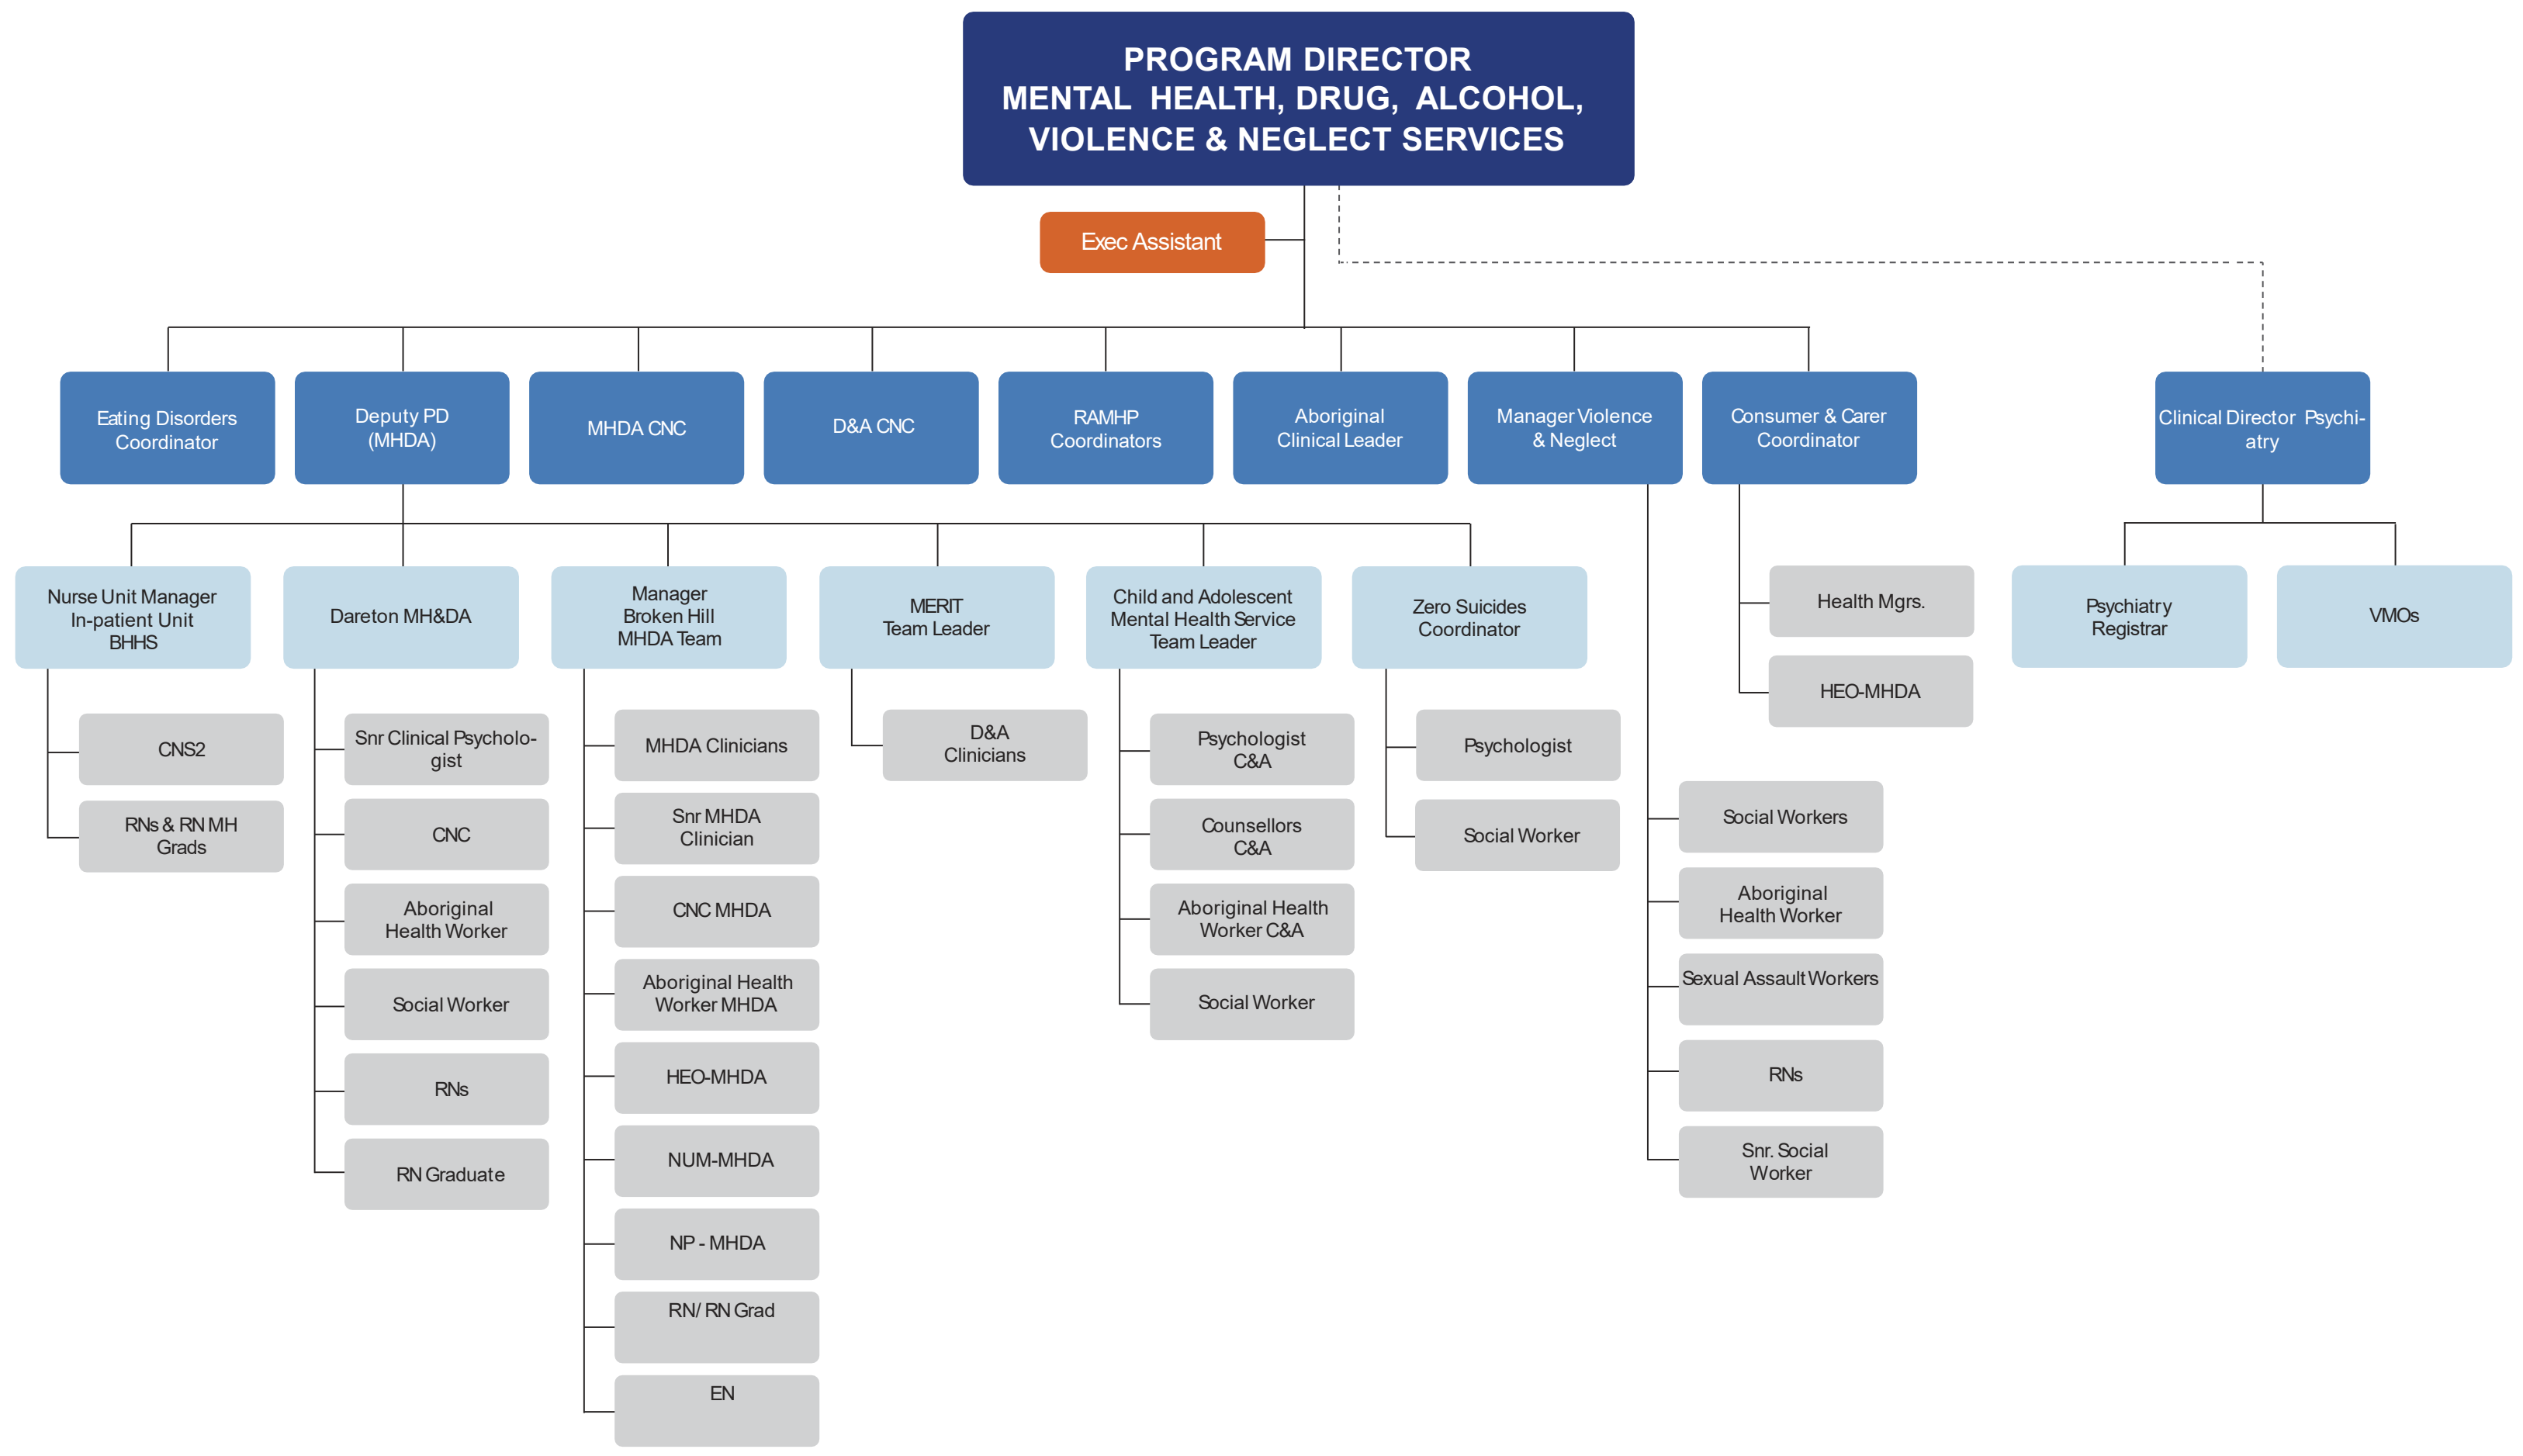 PROGRAM DIRECTOR
MENTAL HEALTH, DRUG, ALCOHOL,
VIOLENCE & NEGLECT SERVICES
Exec Assistant
Eating Disorders
Coordinator
Deputy PD
(MHDA)
MHDA CNC
D&A CNC
RAMHP
Coordinators
Aboriginal
Clinical Leader
Manager Violence
& Neglect
Consumer & Carer
Coordinator
Clinical Director Psychi-
atry
Nurse Unit Manager
In-patient Unit
BHHS
Dareton MH&DA
Manager
Broken Hill
MHDA Team
MERIT
Team Leader
Child and Adolescent
Mental Health Service
Team Leader
Zero Suicides
Coordinator
Health Mgrs.
HEO-MHDA
Psychiatry
Registrar
VMOs
CNS2
RNs & RN MH
Grads
Snr Clinical Psycholo-
gist
CNC
Aboriginal
Health Worker
Social Worker
RNs
RN Graduate
MHDA Clinicians
Snr MHDA
Clinician
CNC MHDA
Aboriginal Health
Worker MHDA
HEO-MHDA
NUM-MHDA
NP - MHDA
RN/ RN Grad
EN
D&A
Clinicians
Psychologist
C&A
Counsellors
C&A
Aboriginal Health
Worker C&A
Social Worker
Psychologist
Social Worker
Social Workers
Aboriginal
Health Worker
Sexual Assault Workers
RNs
Snr. Social
Worker